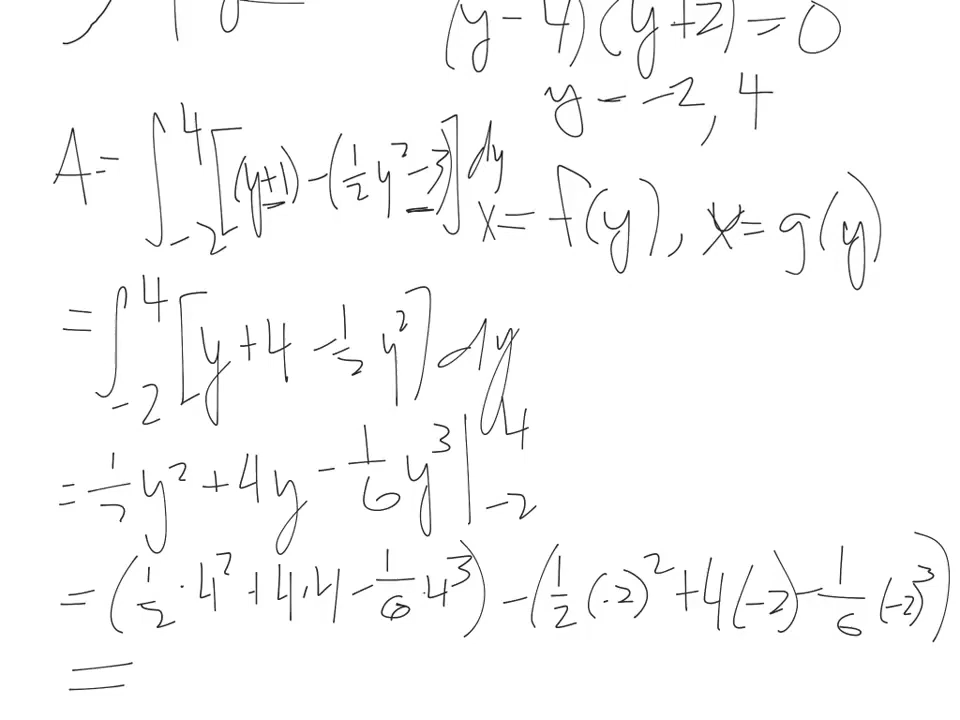 (y-4)(y+2)=0
y--2,4
A=∫_{-2}^{4}[(y+1)-(½y²-3)]dy
x=f(y), x=g(y)
=∫_{-2}^{4}[y+4-½y²]dy
=½y²+4y-1/6y³|_{-2}^{4}
=(½·4²+4·4-1/6·4³)-(½(-2)²+4(-2)-1/6(-2)³)
=